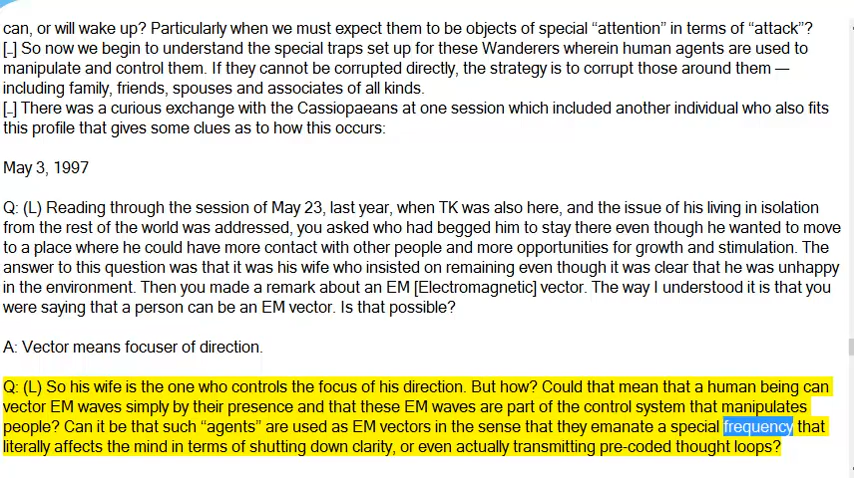 can, or will wake up? Particularly when we must expect them to be objects of special “attention” in terms of “attack”?
[..] So now we begin to understand the special traps set up for these Wanderers wherein human agents are used to
manipulate and control them. If they cannot be corrupted directly, the strategy is to corrupt those around them —
including family, friends, spouses and associates of all kinds.
[..] There was a curious exchange with the Cassiopaeans at one session which included another individual who also fits
this profile that gives some clues as to how this occurs:
May 3, 1997
Q: (L) Reading through the session of May 23, last year, when TK was also here, and the issue of his living in isolation
from the rest of the world was addressed, you asked who had begged him to stay there even though he wanted to move
to a place where he could have more contact with other people and more opportunities for growth and stimulation. The
answer to this question was that it was his wife who insisted on remaining even though it was clear that he was unhappy
in the environment. Then you made a remark about an EM [Electromagnetic] vector. The way I understood it is that you
were saying that a person can be an EM vector. Is that possible?
A: Vector means focuser of direction.
Q: (L) So his wife is the one who controls the focus of his direction. But how? Could that mean that a human being can
vector EM waves simply by their presence and that these EM waves are part of the control system that manipulates
people? Can it be that such “agents” are used as EM vectors in the sense that they emanate a special frequency that
literally affects the mind in terms of shutting down clarity, or even actually transmitting pre-coded thought loops?